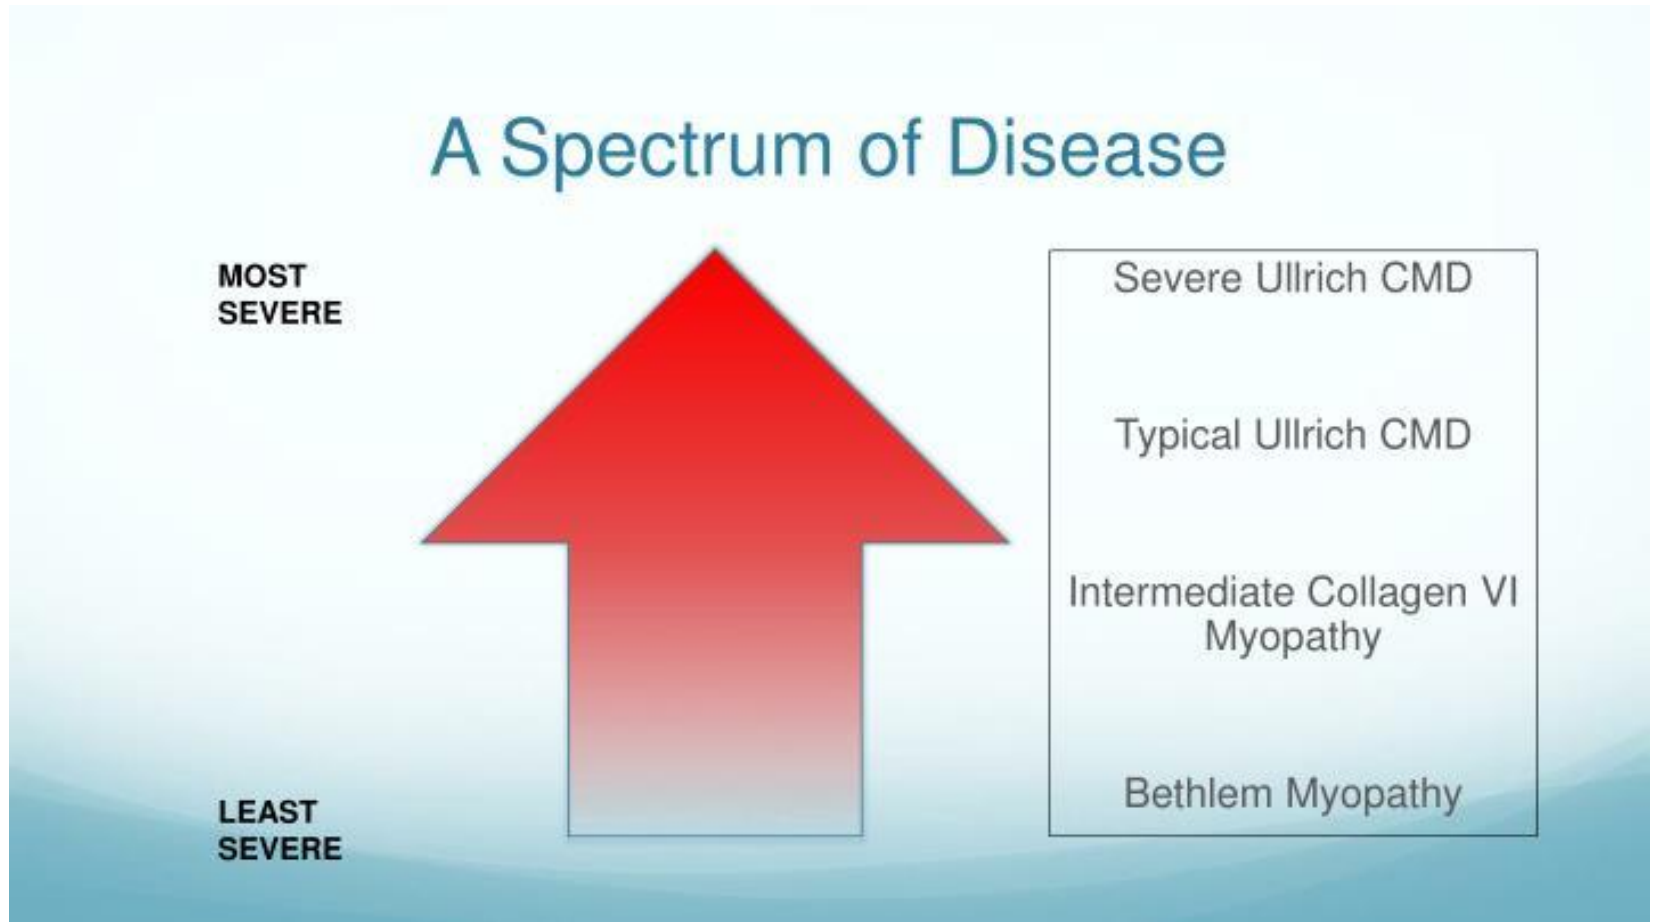 A Spectrum of Disease
MOST
SEVERE
Severe Ullrich CMD
Typical Ullrich CMD
Intermediate Collagen VI
Myopathy
Bethlem Myopathy
LEAST
SEVERE